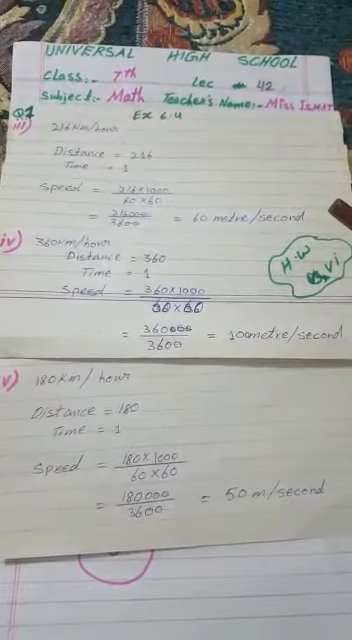 UNIVERSAL HIGH SCHOOL
Class:- 7th Lec 42
Subject:- Math Teacher's Name:- Miss
Ex 6.4
Q1
iii) 216Km/hour
Distance = 216
Time = 1
Speed = 216×1000
60×60
= 216000 = 60 metre/second
3600
iv) 360Km/hour
Distance = 360
Time = 1
H.W
vi
Speed = 360×1000
60×60
= 360000 = 100metre/second
3600
v) 180Km/hour
Distance = 180
Time = 1
Speed = 180×1000
60×60
= 180000 = 50 m/second
3600